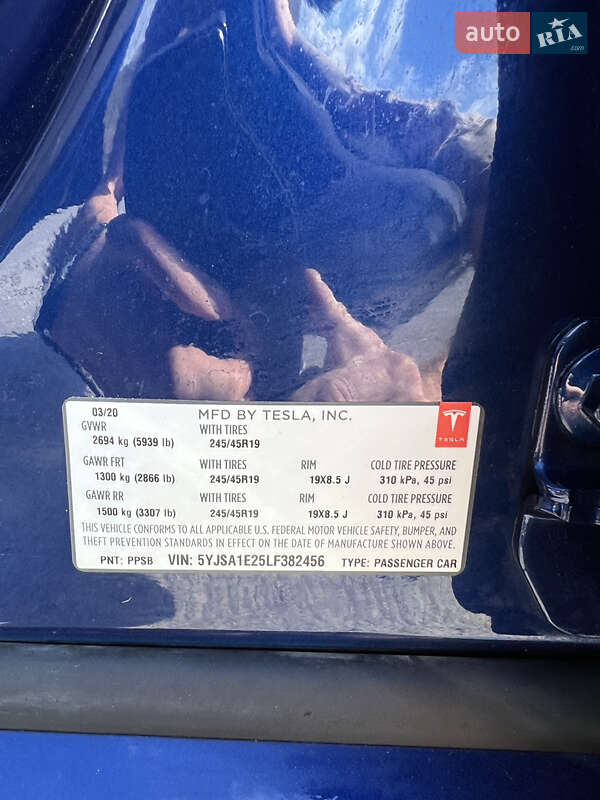 auto RIA .com
03/20 MFD BY TESLA, INC.
GVWR WITH TIRES
2694 kg (5939 lb) 245/45R19
TESLA
GAWR FRT WITH TIRES RIM COLD TIRE PRESSURE
1300 kg (2866 lb) 245/45R19 19X8.5 J 310 kPa, 45 psi
GAWR RR WITH TIRES RIM COLD TIRE PRESSURE
1500 kg (3307 lb) 245/45R19 19X8.5 J 310 kPa, 45 psi
THIS VEHICLE CONFORMS TO ALL APPLICABLE U.S. FEDERAL MOTOR VEHICLE SAFETY, BUMPER, AND
THEFT PREVENTION STANDARDS IN EFFECT ON THE DATE OF MANUFACTURE SHOWN ABOVE.
PNT: PPSB VIN: 5YJSA1E25LF382456 TYPE: PASSENGER CAR